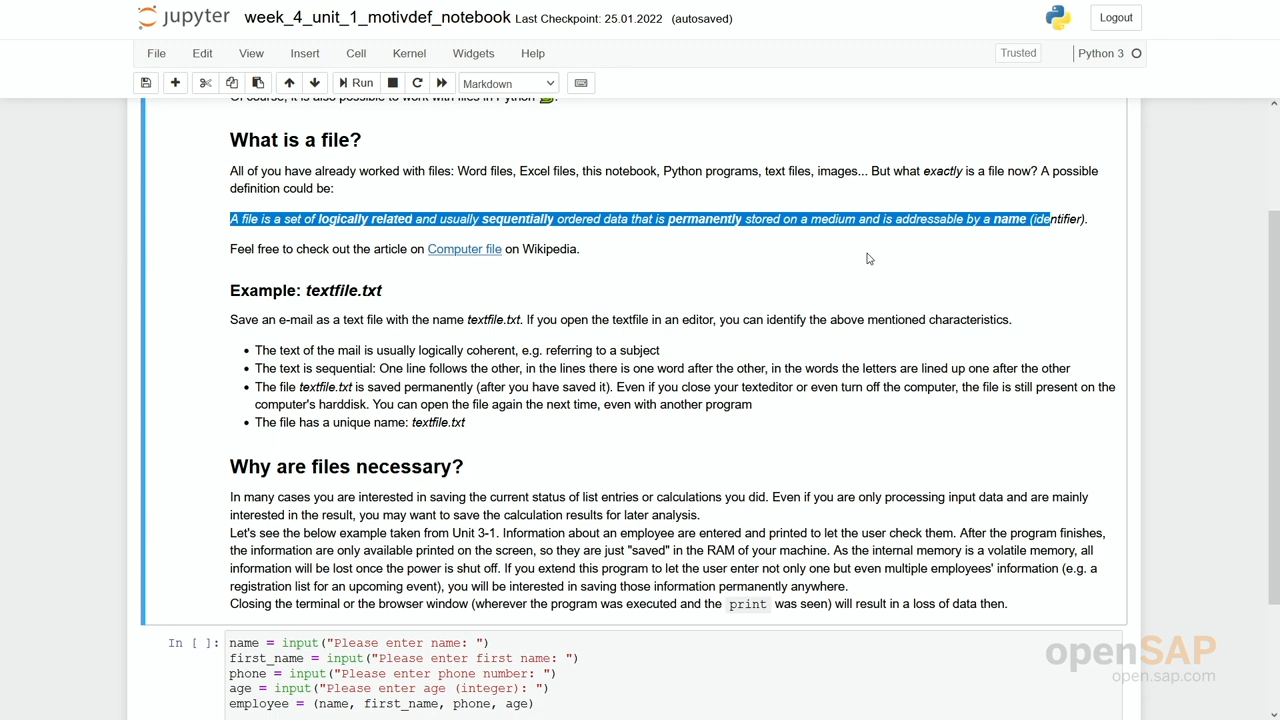 jupyter week_4_unit_1_motivdef_notebook Last Checkpoint: 25.01.2022 (autosaved)
Logout
File Edit View Insert Cell Kernel Widgets Help
Trusted
Python 3
Run
Markdown
Of course, it is also possible to work with files in Python
What is a file?
All of you have already worked with files: Word files, Excel files, this notebook, Python programs, text files, images... But what exactly is a file now? A possible
definition could be:
A file is a set of logically related and usually sequentially ordered data that is permanently stored on a medium and is addressable by a name (identifier).
Feel free to check out the article on Computer file on Wikipedia.
Example: textfile.txt
Save an e-mail as a text file with the name textfile.txt. If you open the textfile in an editor, you can identify the above mentioned characteristics.
• The text of the mail is usually logically coherent, e.g. referring to a subject
• The text is sequential: One line follows the other, in the lines there is one word after the other, in the words the letters are lined up one after the other
• The file textfile.txt is saved permanently (after you have saved it). Even if you close your texteditor or even turn off the computer, the file is still present on the
computer's harddisk. You can open the file again the next time, even with another program
• The file has a unique name: textfile.txt
Why are files necessary?
In many cases you are interested in saving the current status of list entries or calculations you did. Even if you are only processing input data and are mainly
interested in the result, you may want to save the calculation results for later analysis.
Let's see the below example taken from Unit 3-1. Information about an employee are entered and printed to let the user check them. After the program finishes,
the information are only available printed on the screen, so they are just "saved" in the RAM of your machine. As the internal memory is a volatile memory, all
information will be lost once the power is shut off. If you extend this program to let the user enter not only one but even multiple employees' information (e.g. a
registration list for an upcoming event), you will be interested in saving those information permanently anywhere.
Closing the terminal or the browser window (wherever the program was executed and the print was seen) will result in a loss of data then.
In [ ]: name = input("Please enter name: ")
first_name = input("Please enter first name: ")
phone = input("Please enter phone number: ")
age = input("Please enter age (integer): ")
employee = (name, first_name, phone, age)
openSAP
open.sap.com